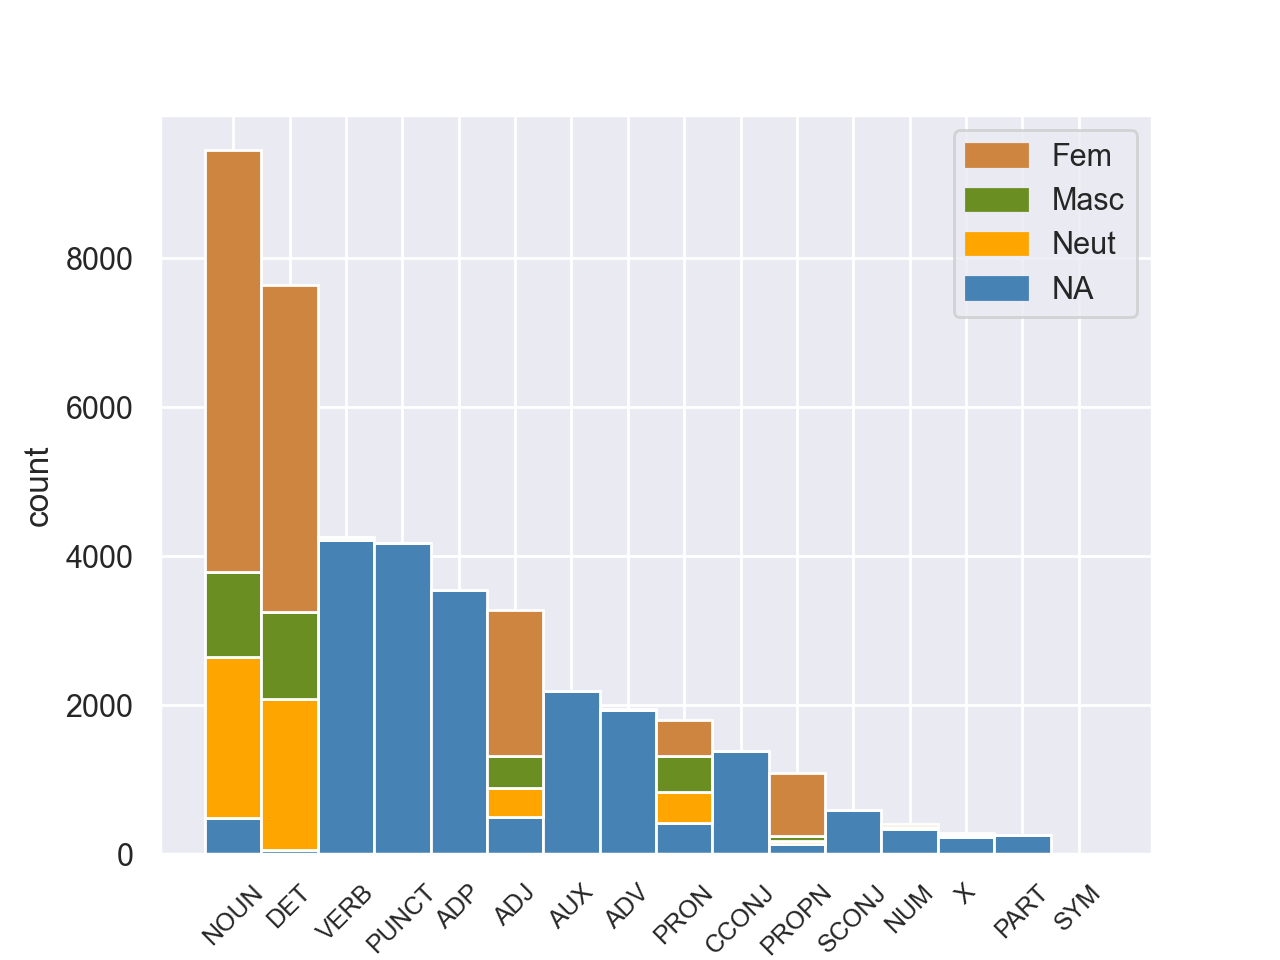 Fem
Masc
Neut
NA
8000
6000
4000
2000
0
count
NOUN
DET
VERB
PUNCT
ADP
ADJ
AUX
ADV
PRON
CCONJ
PROPN
SCONJ
NUM
X
PART
SYM